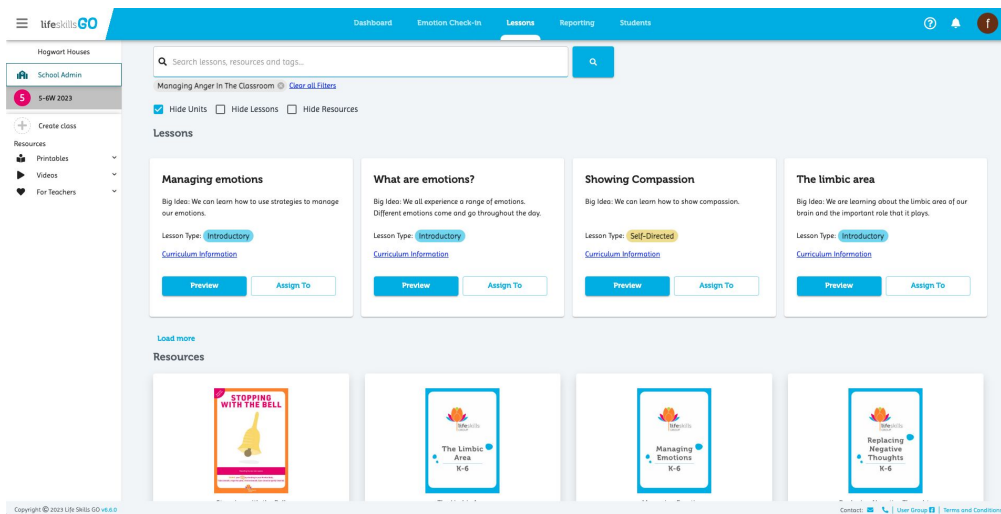 lifeskills GO
Dashboard
Emotion Check-In
Lessons
Reporting
Students
f
Hogwart Houses
School Admin
5
5-6W 2023
Create class
Resources
Printables
Videos
For Teachers
Search lessons, resources and tags...
Managing Anger In The Classroom
Clear all Filters
Hide Units
Hide Lessons
Hide Resources
Lessons
Managing emotions
Big Idea: We can learn how to use strategies to manage
our emotions.
Lesson Type: Introductory
Curriculum Information
Preview
Assign To
What are emotions?
Big Idea: We all experience a range of emotions.
Different emotions come and go throughout the day.
Lesson Type: Introductory
Curriculum Information
Preview
Assign To
Showing Compassion
Big Idea: We can learn how to show compassion.
Lesson Type: Self-Directed
Curriculum Information
Preview
Assign To
The limbic area
Big Idea: We are learning about the limbic area of our
brain and the important role that it plays.
Lesson Type: Introductory
Curriculum Information
Preview
Assign To
Load more
Resources
STOPPING
WITH THE BELL
lifeskills
The Limbic
Area
K-6
lifeskills
Managing
Emotions
K-6
lifeskills
Replacing
Negative
Thoughts
K-6
Copyright © 2023 Life Skills GO v6.6.0
Contact:
User Group
Terms and Conditions